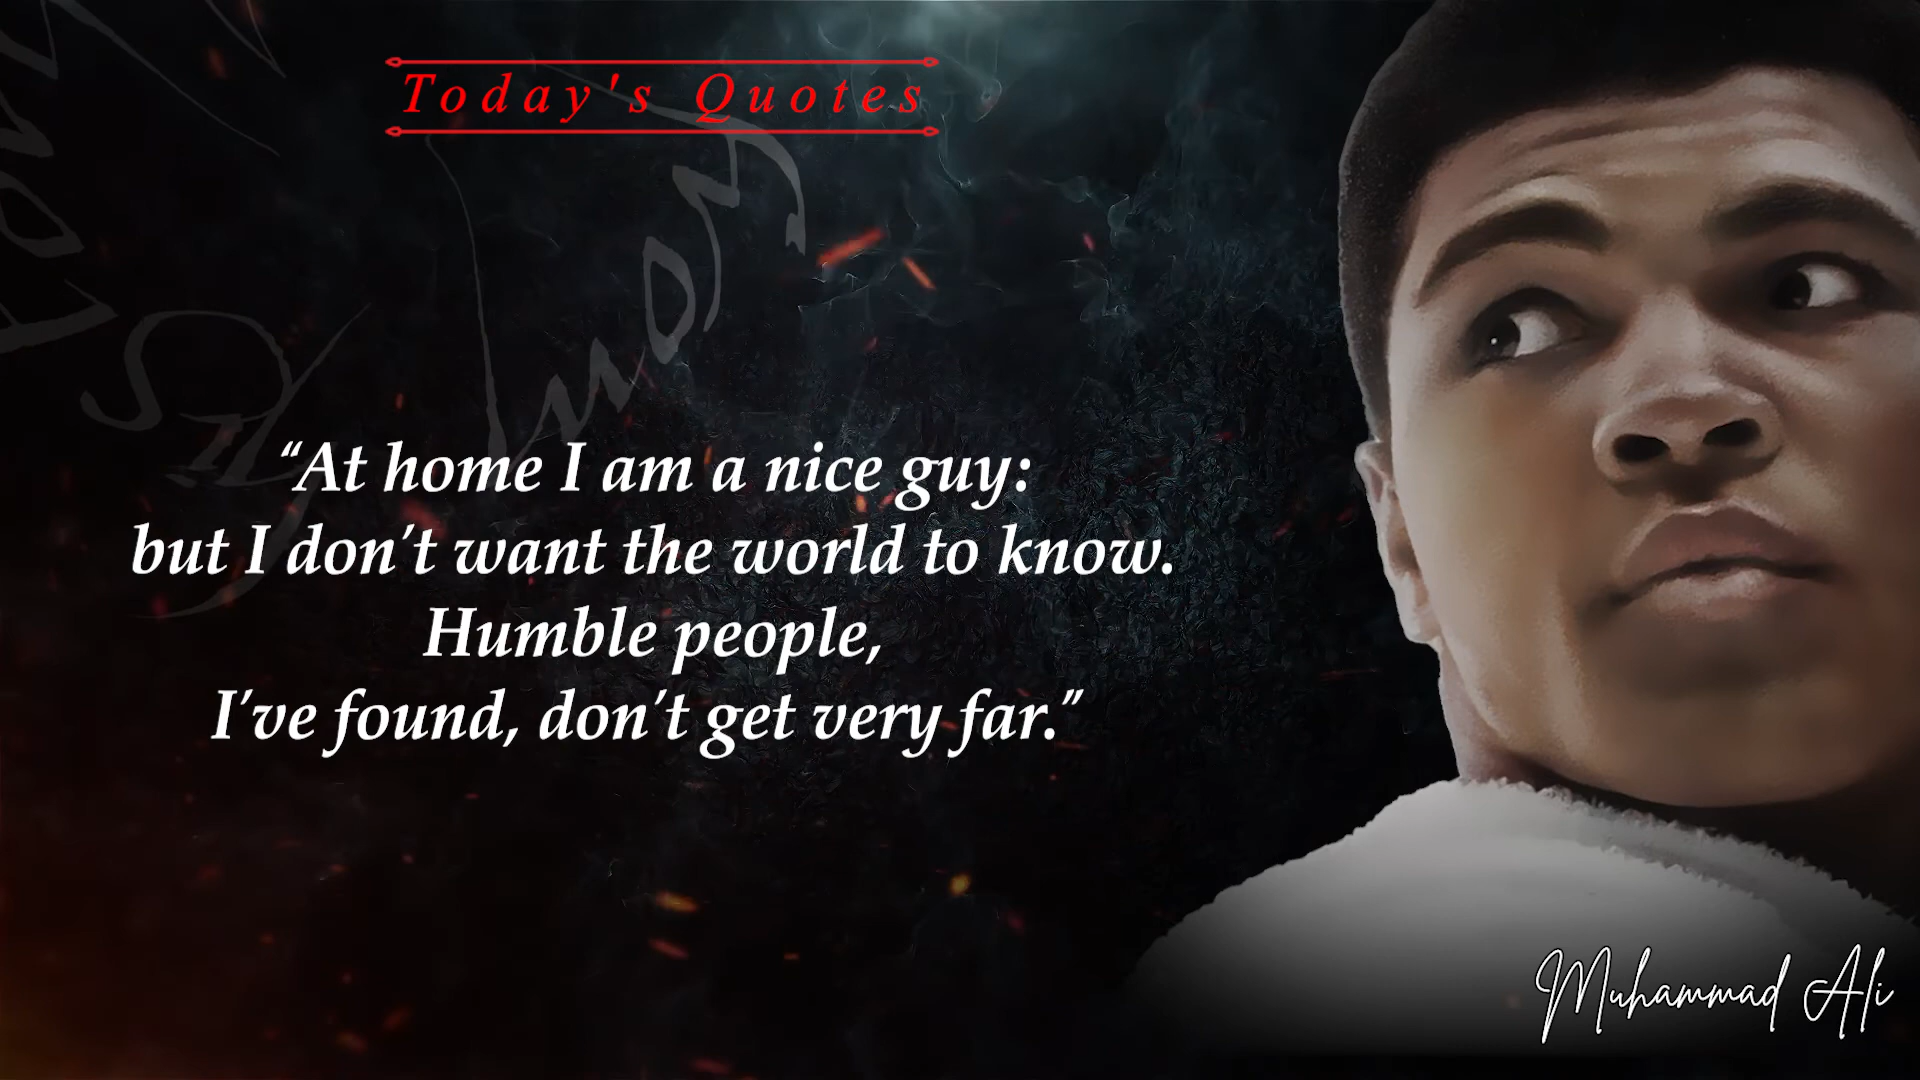 Today's Quotes
“At home I am a nice guy:
but I don't want the world to know.
Humble people,
I've found, don't get very far.”
Muhammad Ali